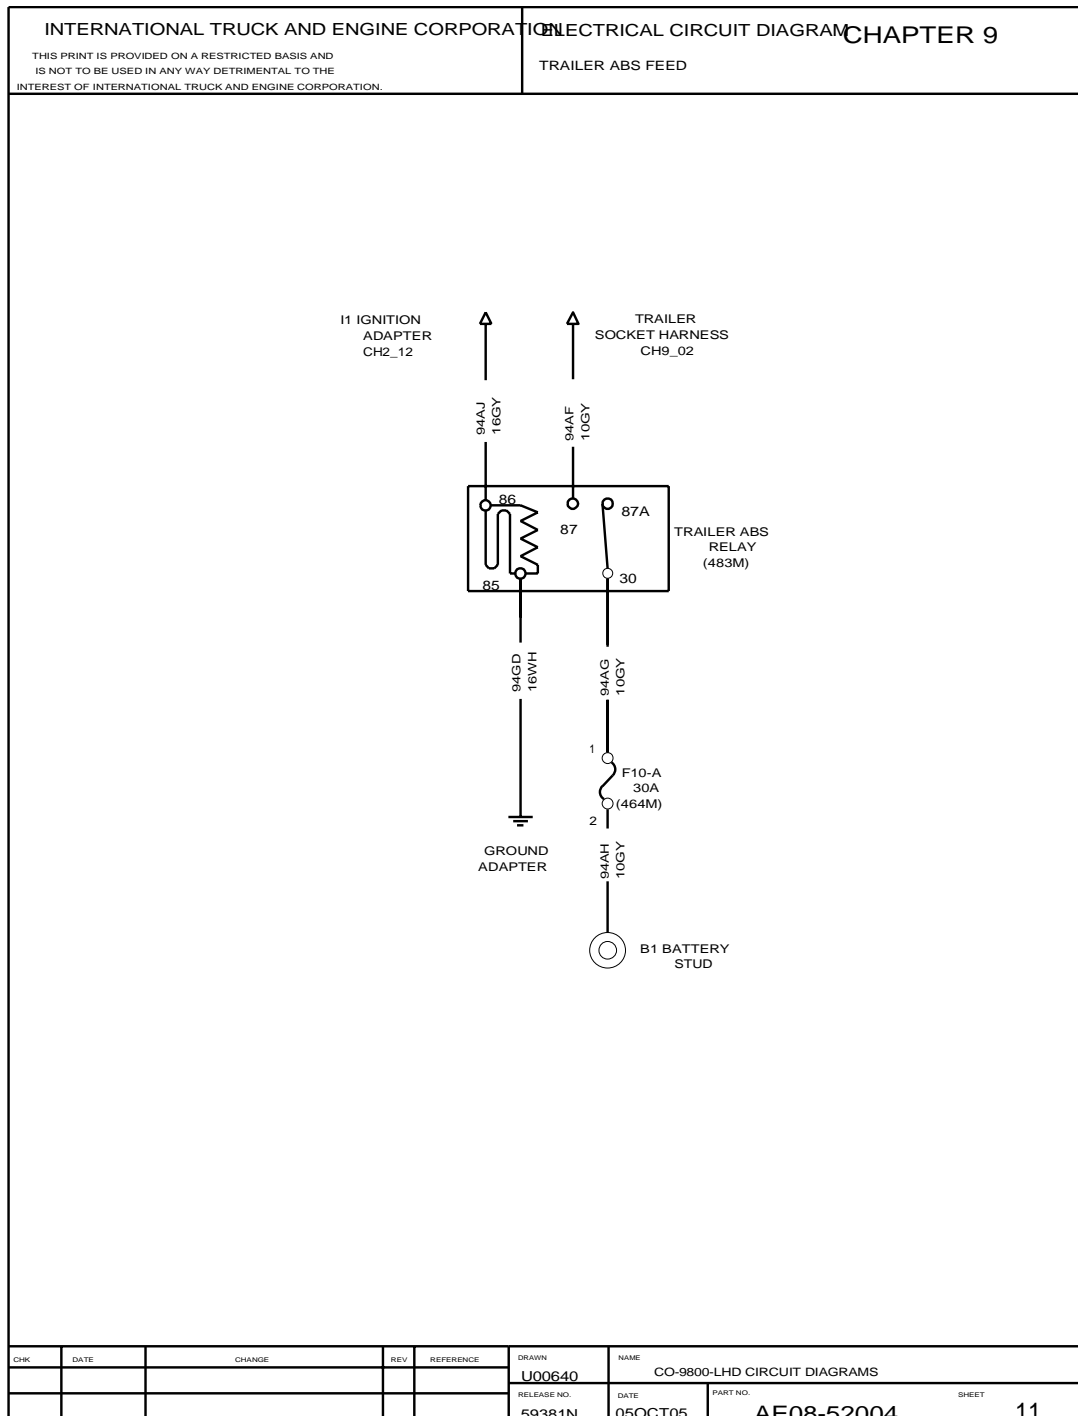 INTERNATIONAL TRUCK AND ENGINE CORPORATION
THIS PRINT IS PROVIDED ON A RESTRICTED BASIS AND
IS NOT TO BE USED IN ANY WAY DETRIMENTAL TO THE
INTEREST OF INTERNATIONAL TRUCK AND ENGINE CORPORATION.
ELECTRICAL CIRCUIT DIAGRAM
CHAPTER 9
TRAILER ABS FEED
I1 IGNITION
ADAPTER
CH2_12
TRAILER
SOCKET HARNESS
CH9_02
94AJ
16GY
94AF
10GY
86
87
87A
85
30
TRAILER ABS
RELAY
(483M)
94GD
16WH
94AG
10GY
1
F10-A
30A
(464M)
2
GROUND
ADAPTER
94AH
10GY
B1 BATTERY
STUD
CHK
DATE
CHANGE
REV
REFERENCE
DRAWN
U00640
NAME
CO-9800-LHD CIRCUIT DIAGRAMS
RELEASE NO.
59381N
DATE
05OCT05
PART NO.
AE08-52004
SHEET
11